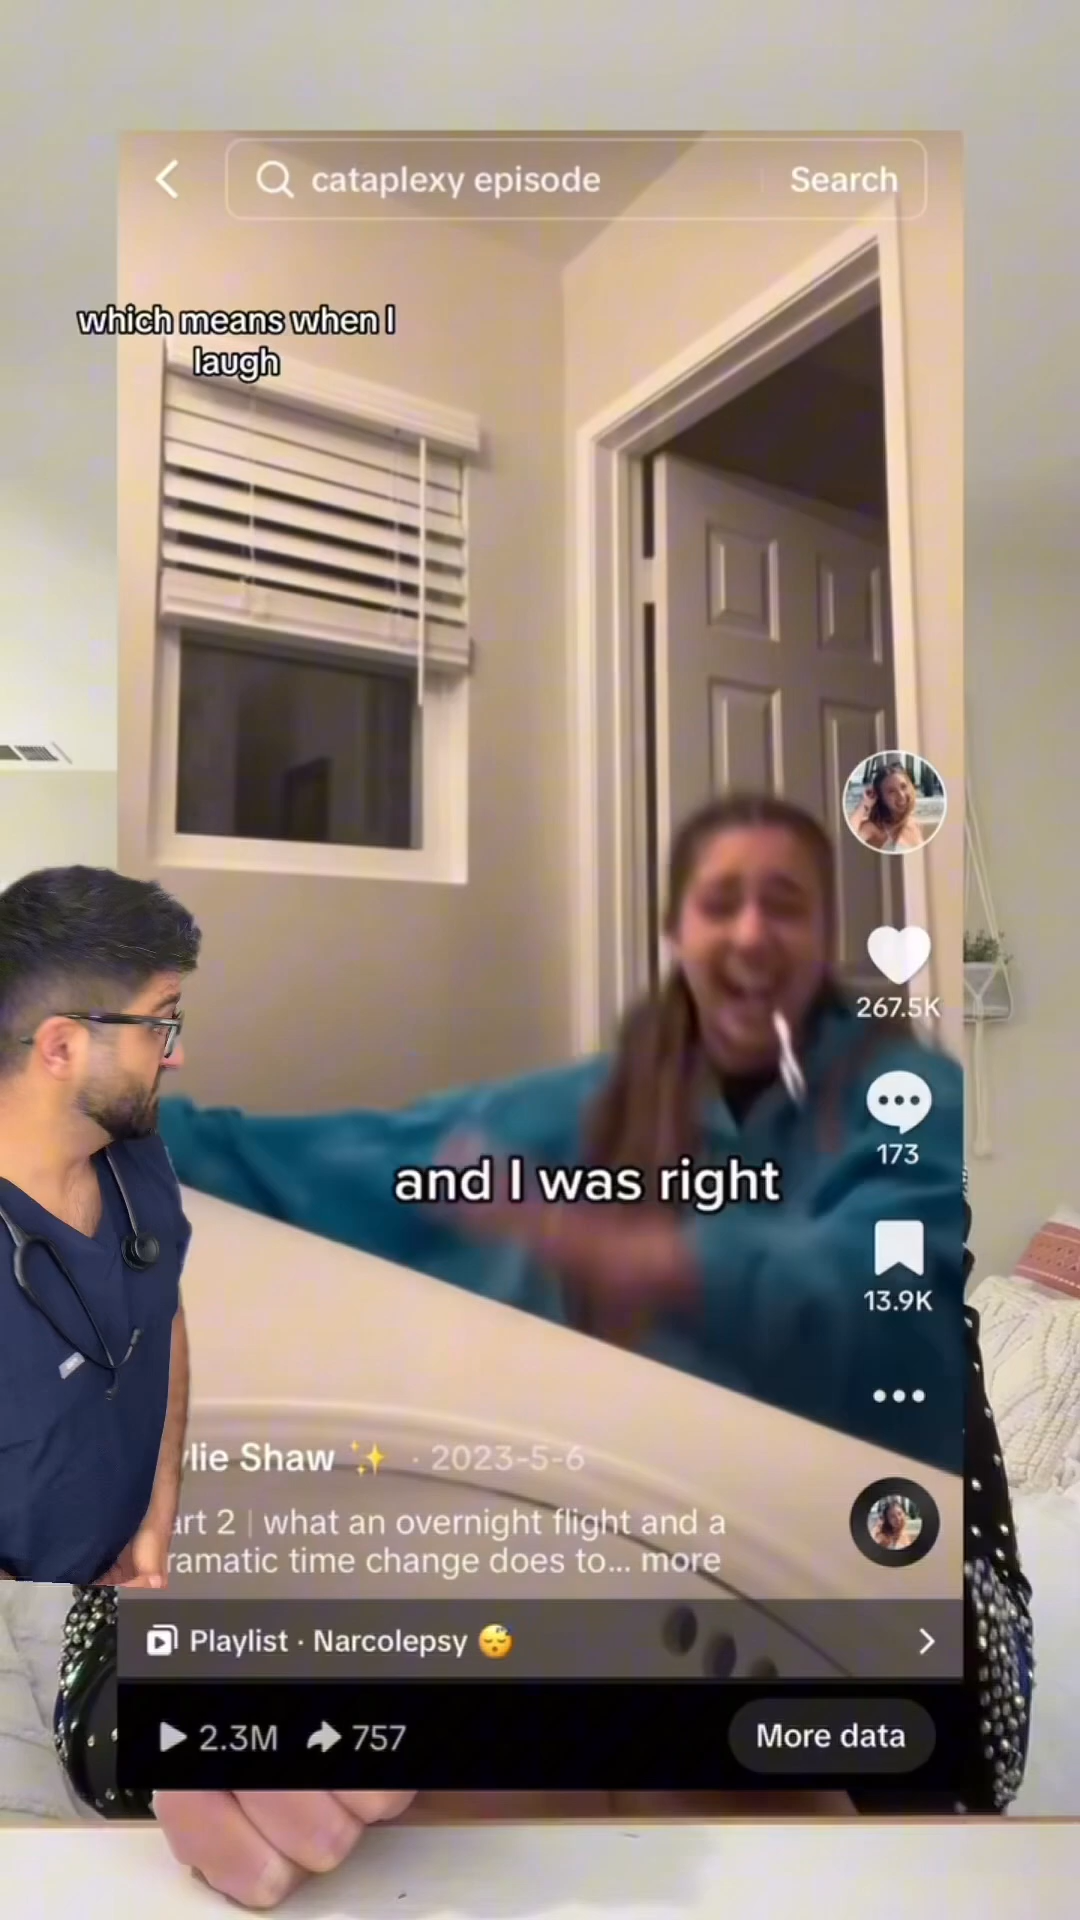 cataplexy episode
Search
which means when I
laugh
267.5K
and I was right
173
13.9K
lie Shaw ✨ · 2023-5-6
art 2 | what an overnight flight and a
ramatic time change does to... more
Playlist · Narcolepsy 😴
2.3M
757
More data